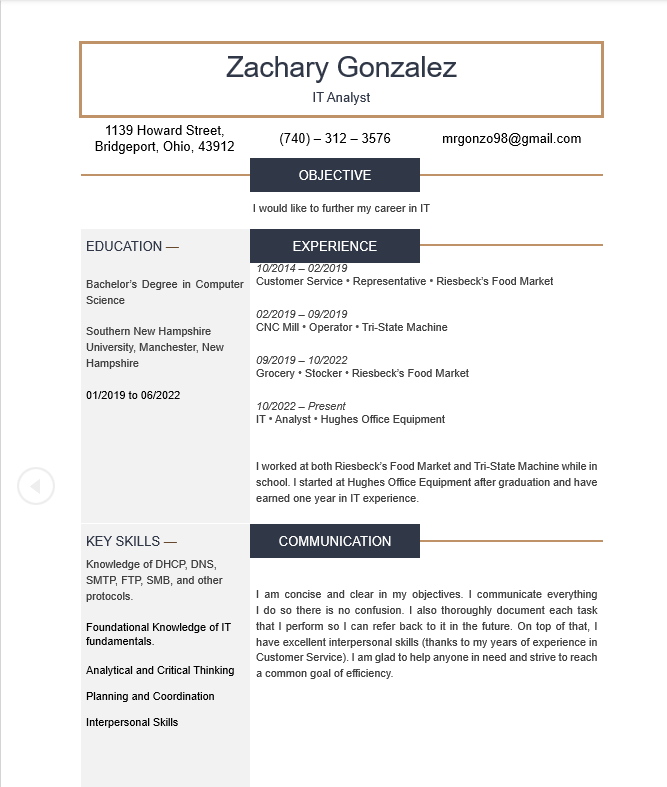 Zachary Gonzalez
IT Analyst
1139 Howard Street,
Bridgeport, Ohio, 43912
(740) – 312 – 3576
mrgonzo98@gmail.com
OBJECTIVE
I would like to further my career in IT
EDUCATION —
Bachelor's Degree in Computer
Science
Southern New Hampshire
University, Manchester, New
Hampshire
01/2019 to 06/2022
EXPERIENCE
10/2014 – 02/2019
Customer Service • Representative • Riesbeck's Food Market
02/2019 – 09/2019
CNC Mill • Operator • Tri-State Machine
09/2019 – 10/2022
Grocery • Stocker • Riesbeck's Food Market
10/2022 – Present
IT • Analyst • Hughes Office Equipment
I worked at both Riesbeck's Food Market and Tri-State Machine while in
school. I started at Hughes Office Equipment after graduation and have
earned one year in IT experience.
KEY SKILLS —
Knowledge of DHCP, DNS,
SMTP, FTP, SMB, and other
protocols.
Foundational Knowledge of IT
fundamentals.
Analytical and Critical Thinking
Planning and Coordination
Interpersonal Skills
COMMUNICATION
I am concise and clear in my objectives. I communicate everything
I do so there is no confusion. I also thoroughly document each task
that I perform so I can refer back to it in the future. On top of that, I
have excellent interpersonal skills (thanks to my years of experience in
Customer Service). I am glad to help anyone in need and strive to reach
a common goal of efficiency.